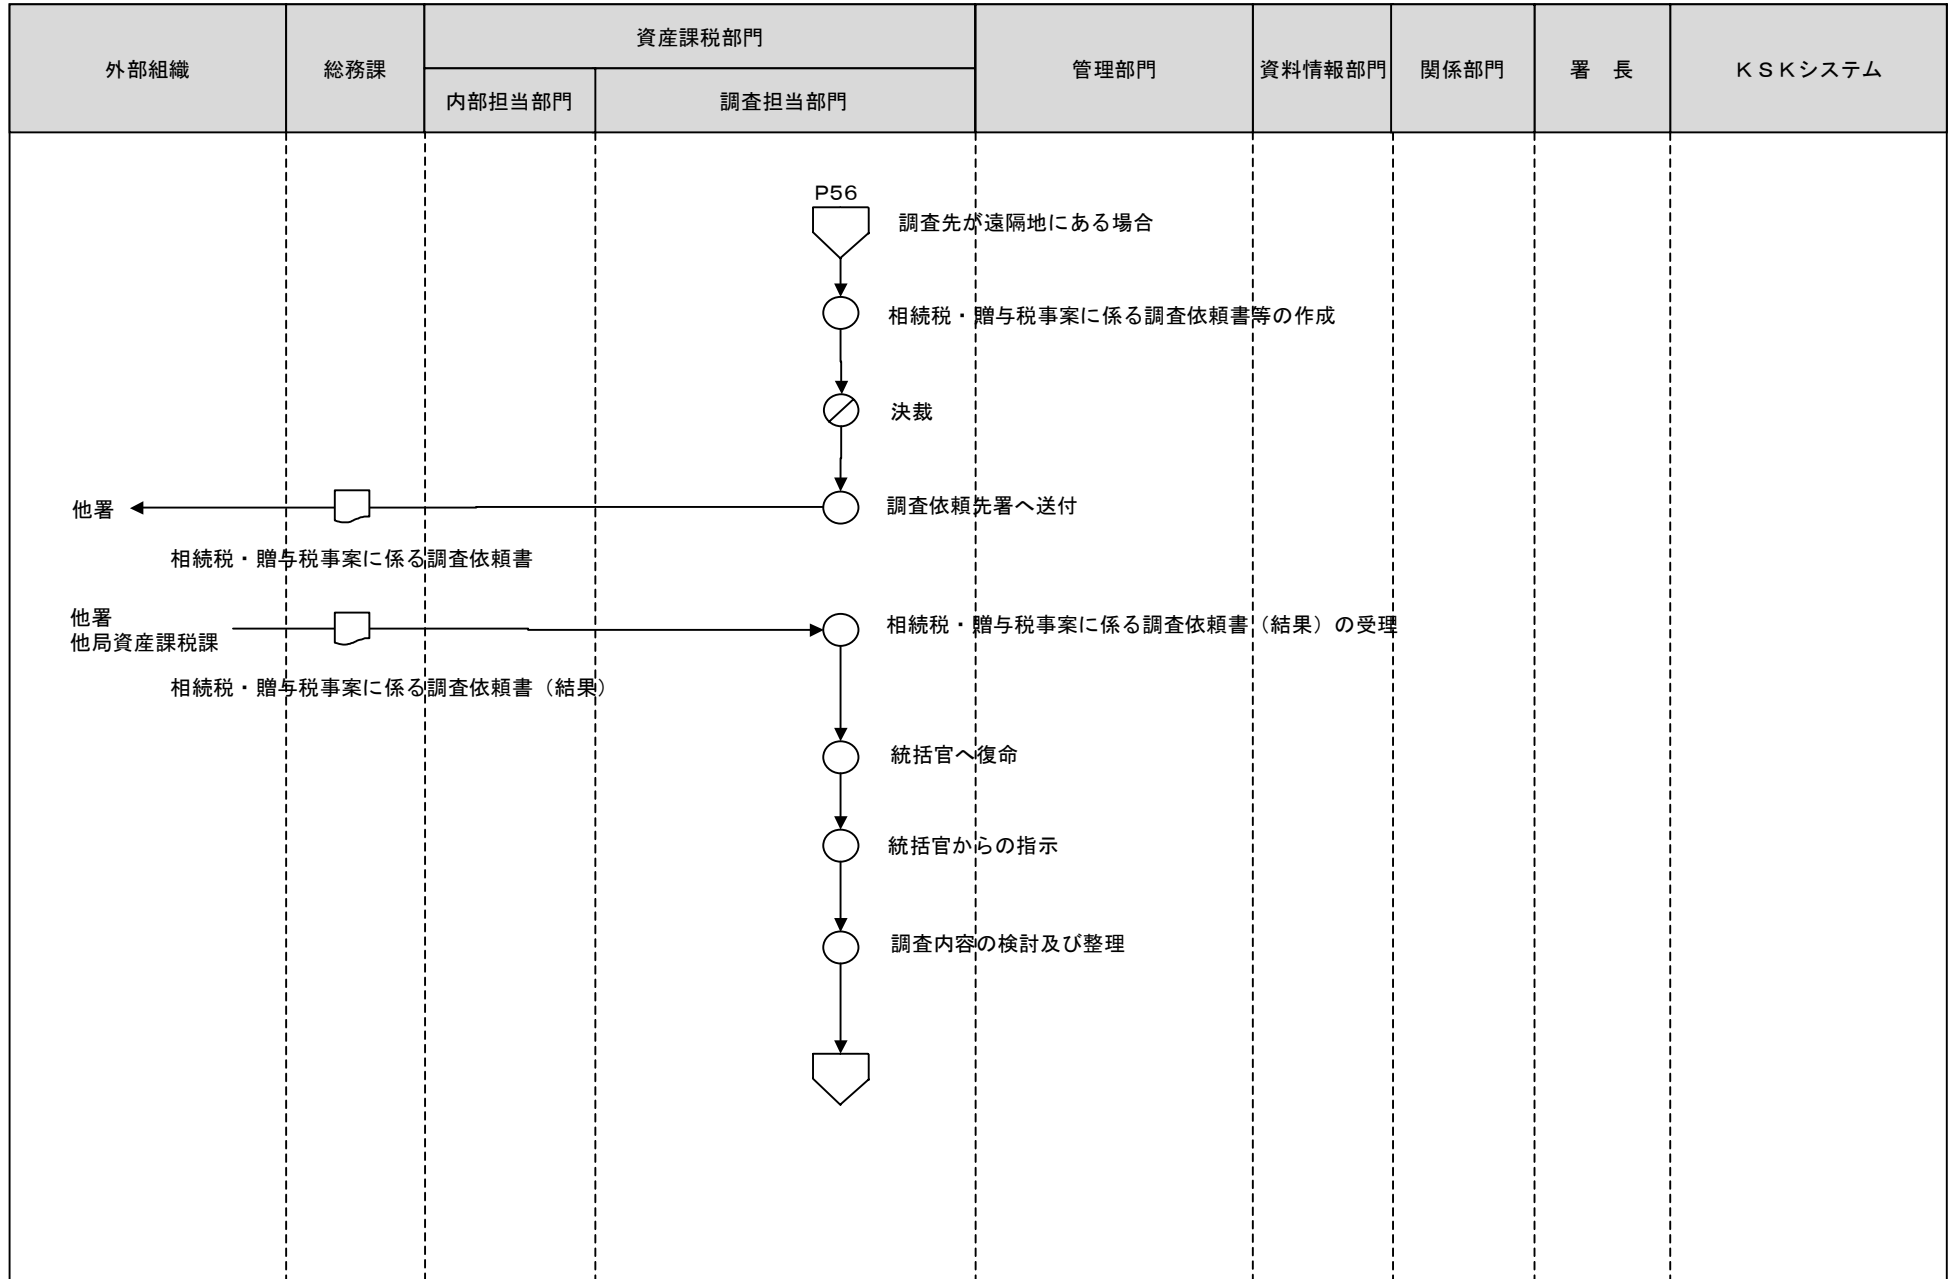 外部組織
総務課
資産課税部門
内部担当部門
調査担当部門
管理部門
資料情報部門
関係部門
署　長
ＫＳＫシステム
P56
調査先が遠隔地にある場合
相続税・贈与税事案に係る調査依頼書等の作成
決裁
他署
調査依頼先署へ送付
相続税・贈与税事案に係る調査依頼書
他署
他局資産課税課
相続税・贈与税事案に係る調査依頼書（結果）の受理
相続税・贈与税事案に係る調査依頼書（結果）
統括官へ復命
統括官からの指示
調査内容の検討及び整理